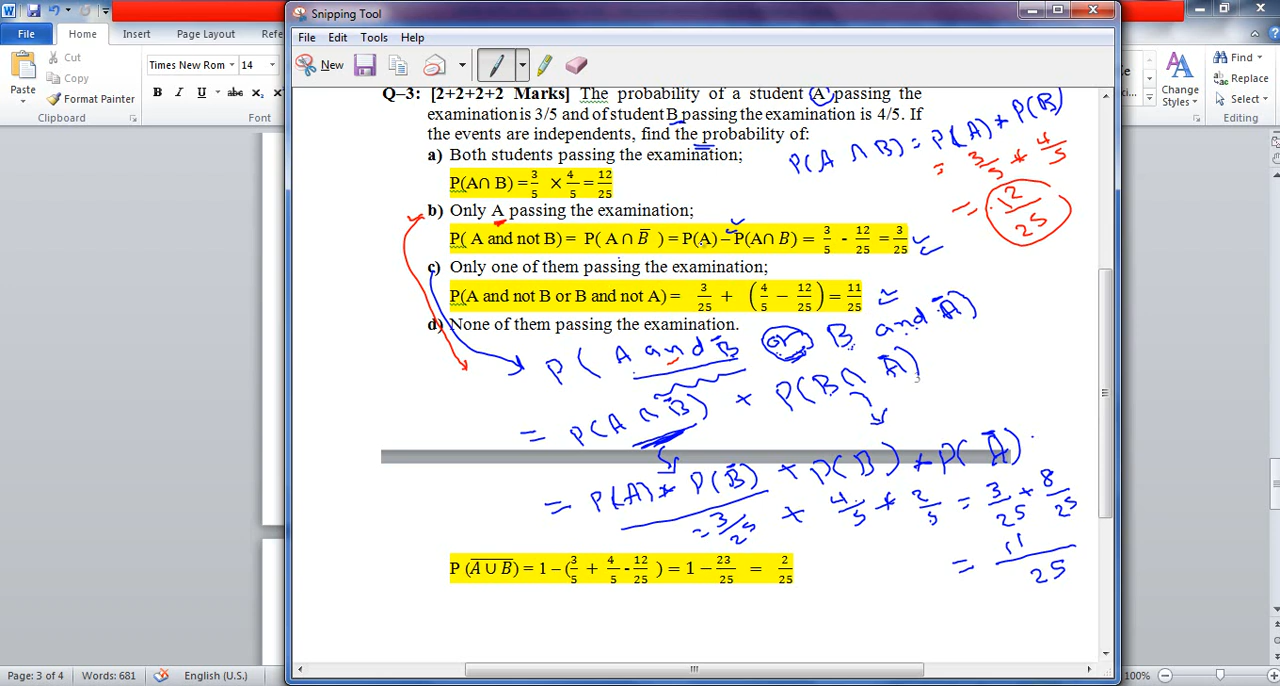 Snipping Tool
File Home Insert Page Layout Refe
File Edit Tools Help
New
Cut
Copy
Format Painter
Paste
Clipboard
Times New Rom 14
B I U abc x₂
Font
Find
Replace
Select
Change Styles
Editing
Q–3: [2+2+2+2 Marks] The probability of a student (A) passing the
examination is 3/5 and of student B passing the examination is 4/5. If
the events are independents, find the probability of:
P(A ∩ B) = P(A) * P(B)
= 3/5 * 4/5
= 12/25
a) Both students passing the examination;
P(A∩ B) = 3/5 × 4/5 = 12/25
b) Only A passing the examination;
P( A and not B) = P( A ∩ B̅ ) = P(A) – P(A∩ B) = 3/5 - 12/25 = 3/25
c) Only one of them passing the examination;
P(A and not B or B and not A) = 3/25 + (4/5 − 12/25) = 11/25
d) None of them passing the examination.
P ( A and B̅ or B and A̅ )
= P(A ∩ B̅) + P(B ∩ A̅)
= P(A) * P(B̅) + P(B) * P(A̅)
= 3/25 + 4/5 * 2/5 = 3/25 + 8/25
= 11/25
P (A̅ ̅∪̅ ̅B̅) = 1 – (3/5 + 4/5 - 12/25 ) = 1 − 23/25 = 2/25
Page: 3 of 4 Words: 681 English (U.S.) 100%